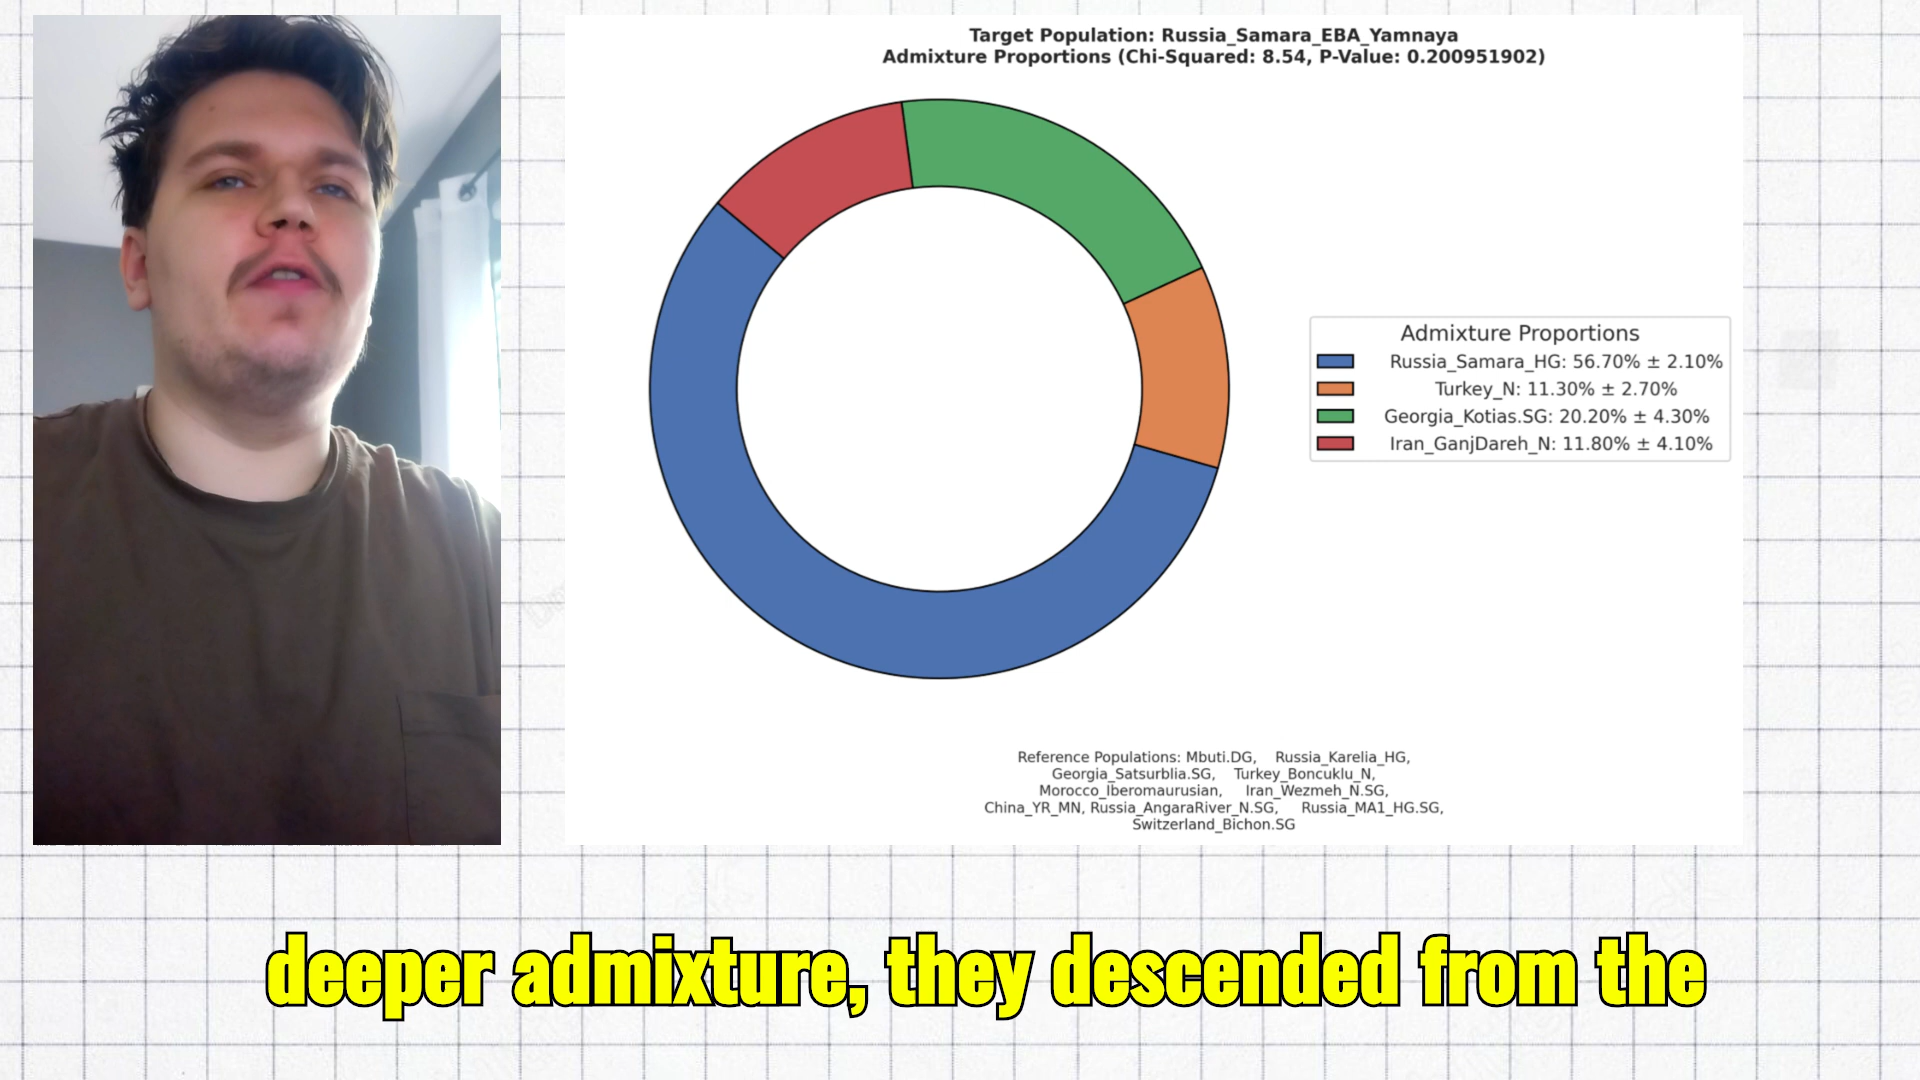 Target Population: Russia_Samara_EBA_Yamnaya
Admixture Proportions (Chi-Squared: 8.54, P-Value: 0.200951902)
Admixture Proportions
Russia_Samara_HG: 56.70% ± 2.10%
Turkey_N: 11.30% ± 2.70%
Georgia_Kotias.SG: 20.20% ± 4.30%
Iran_GanjDareh_N: 11.80% ± 4.10%
Reference Populations: Mbuti.DG, Russia_Karelia_HG,
Georgia_Satsurblia.SG, Turkey_Boncuklu_N,
Morocco_Iberomaurusian, Iran_Wezmeh_N.SG,
China_YR_MN, Russia_AngaraRiver_N.SG, Russia_MA1_HG.SG,
Switzerland_Bichon.SG
deeper admixture, they descended from the